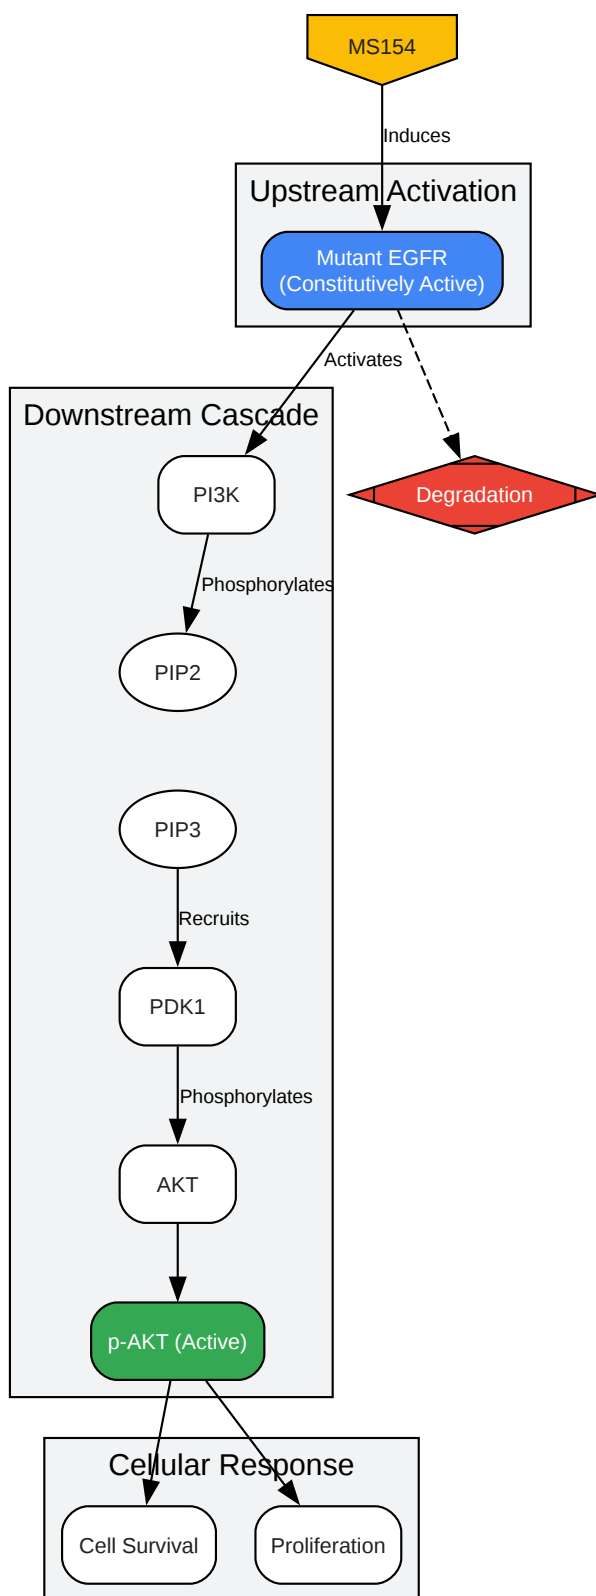 MS154
Induces
Upstream Activation
Mutant EGFR
(Constitutively Active)
Activates
Downstream Cascade
PI3K
Degradation
Phosphorylates
PIP2
PIP3
Recruits
PDK1
Phosphorylates
AKT
p-AKT (Active)
Cellular Response
Cell Survival
Proliferation